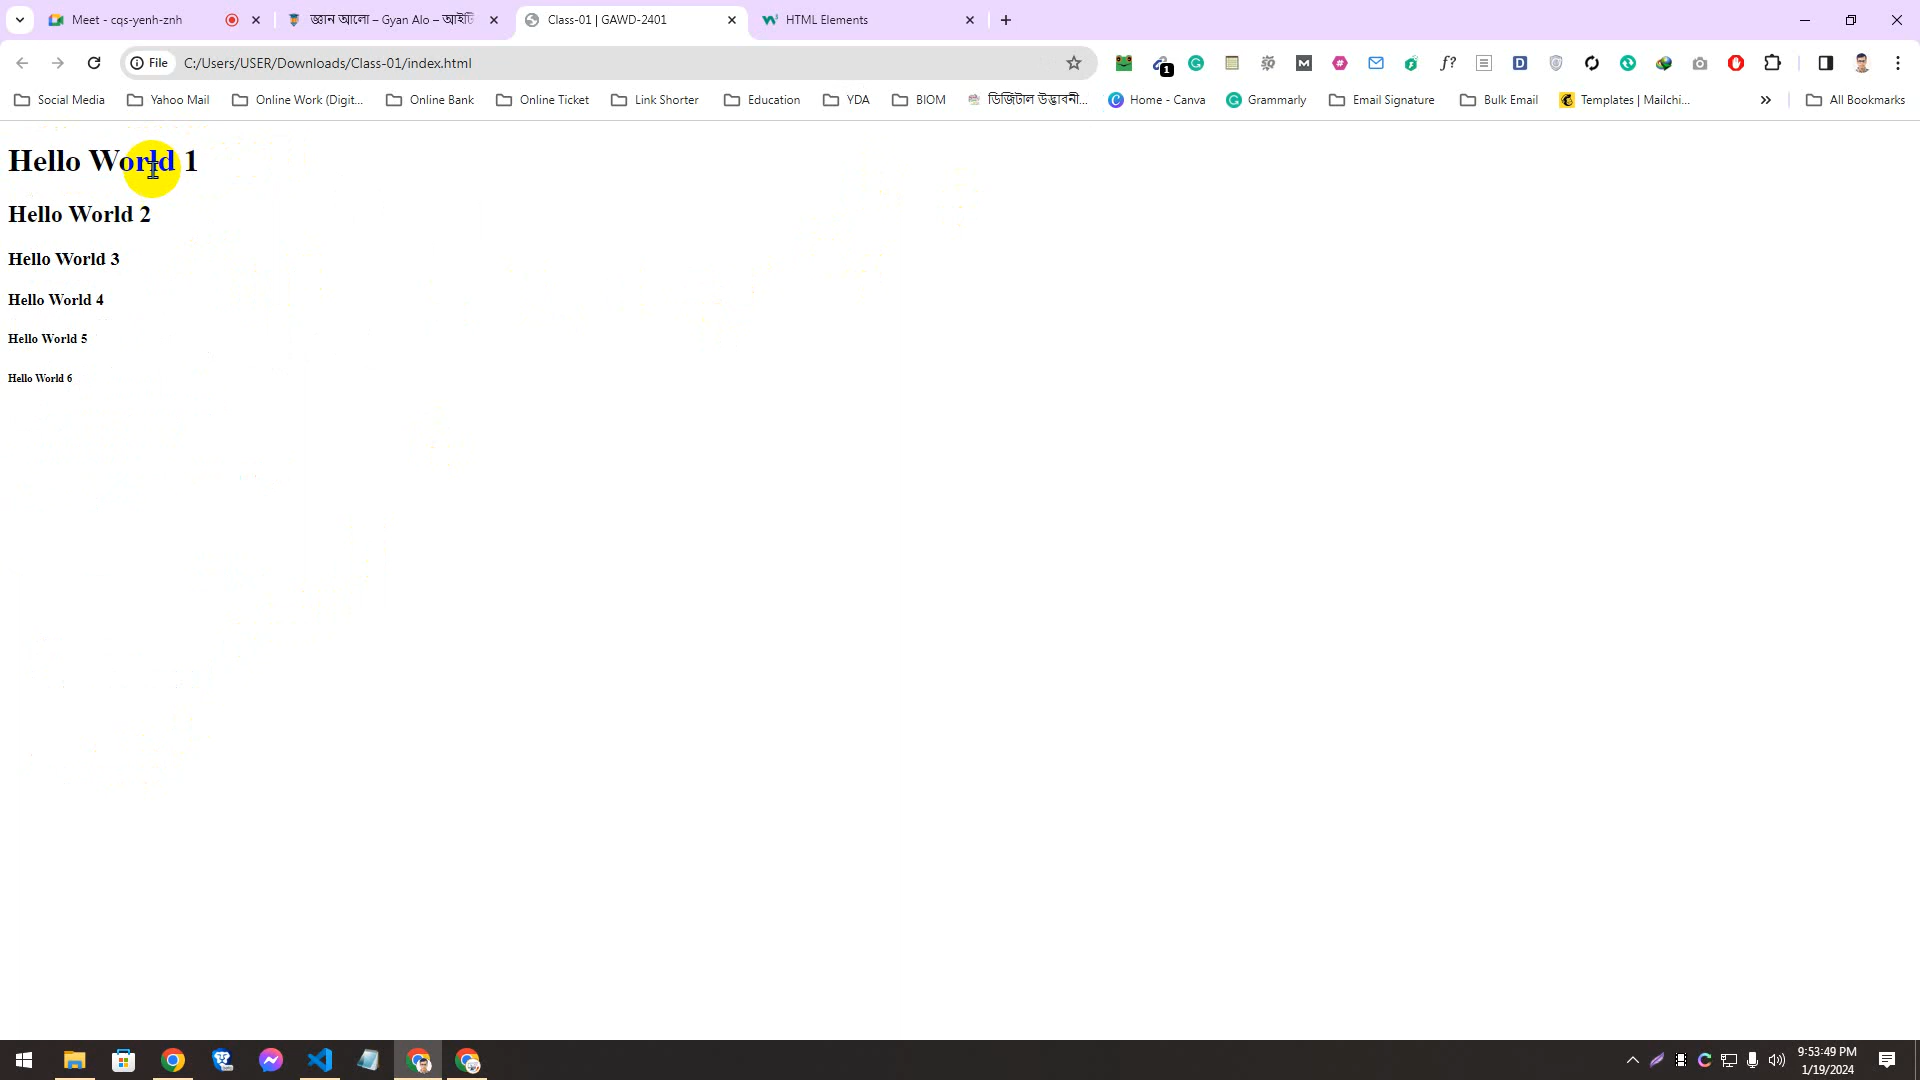 Meet - cqs-yenh-znh
জ্ঞান আলো – Gyan Alo – আইটি
Class-01 | GAWD-2401
HTML Elements
File
C:/Users/USER/Downloads/Class-01/index.html
1
Social Media
Yahoo Mail
Online Work (Digit...
Online Bank
Online Ticket
Link Shorter
Education
YDA
BIOM
ডিজিটাল উদ্ভাবনী...
Home - Canva
Grammarly
Email Signature
Bulk Email
Templates | Mailchi...
All Bookmarks
Hello World 1
Hello World 2
Hello World 3
Hello World 4
Hello World 5
Hello World 6
9:53:49 PM
1/19/2024